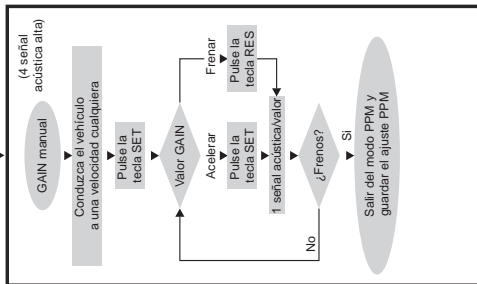 (4 señal
acústica alta)
GAIN manual
Conduzca el vehículo
a una velocidad cualquiera
Pulse la
tecla SET
Valor GAIN
Acelerar
Frenar
Pulse la
tecla SET
Pulse la
tecla RES
1 señal acústica/valor
¿Frenos?
No
Si
Salir del modo PPM y
guardar el ajuste PPM